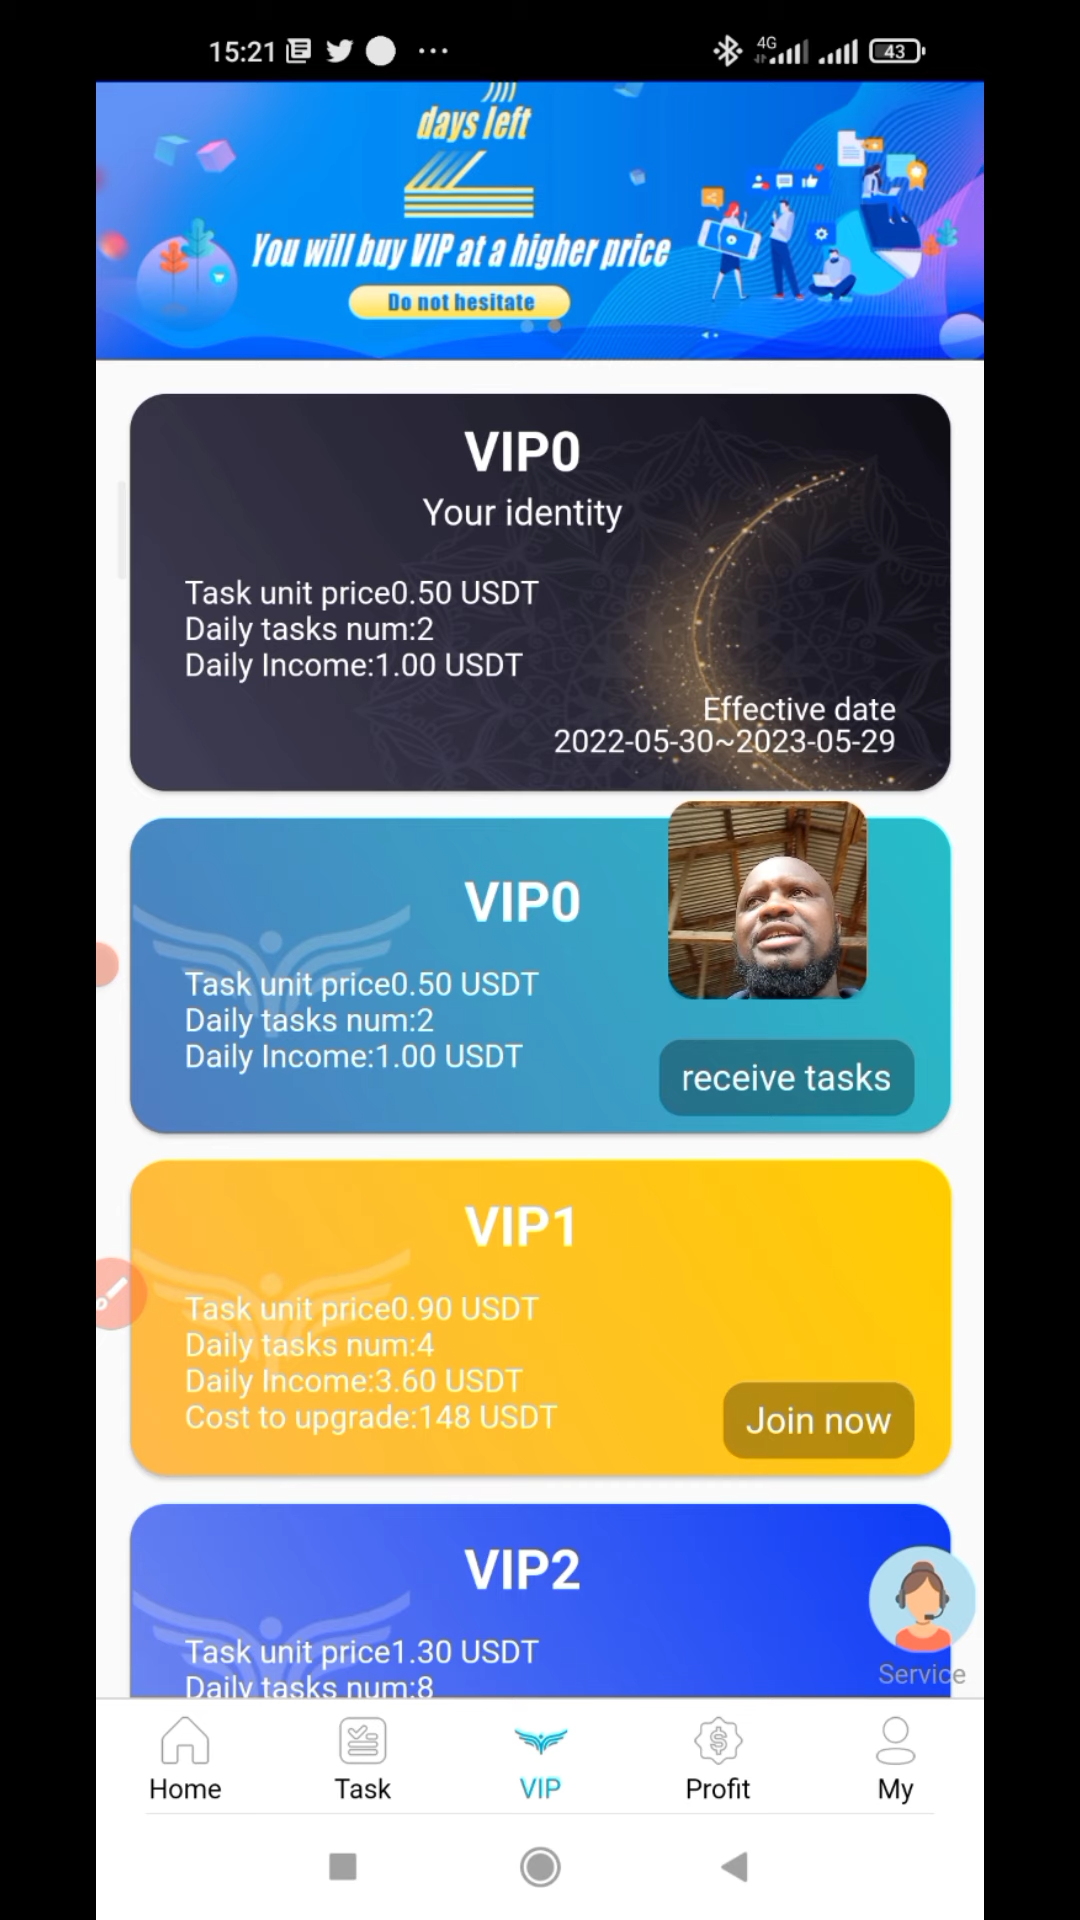 15:21
4G
43
days left
2
You will buy VIP at a higher price
Do not hesitate
VIP0
Your identity
Task unit price0.50 USDT
Daily tasks num:2
Daily Income:1.00 USDT
Effective date
2022-05-30~2023-05-29
VIP0
Task unit price0.50 USDT
Daily tasks num:2
Daily Income:1.00 USDT
receive tasks
VIP1
Task unit price0.90 USDT
Daily tasks num:4
Daily Income:3.60 USDT
Cost to upgrade:148 USDT
Join now
VIP2
Task unit price1.30 USDT
Daily tasks num:8
Service
Home
Task
VIP
Profit
My